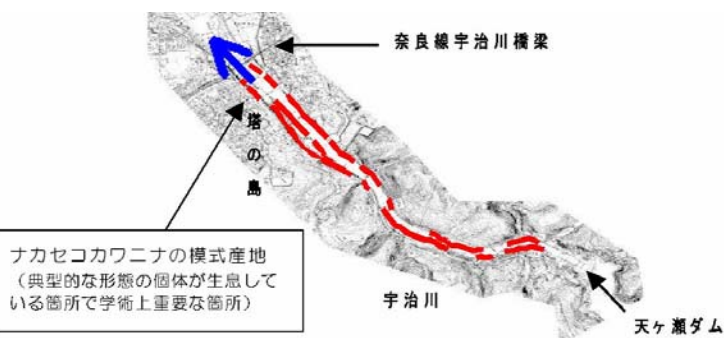 奈良線宇治川橋梁
塔の島
ナカセコカワニナの模式産地
（典型的な形態の個体が生息して
いる箇所で学術上重要な箇所）
宇治川
天ヶ瀬ダム